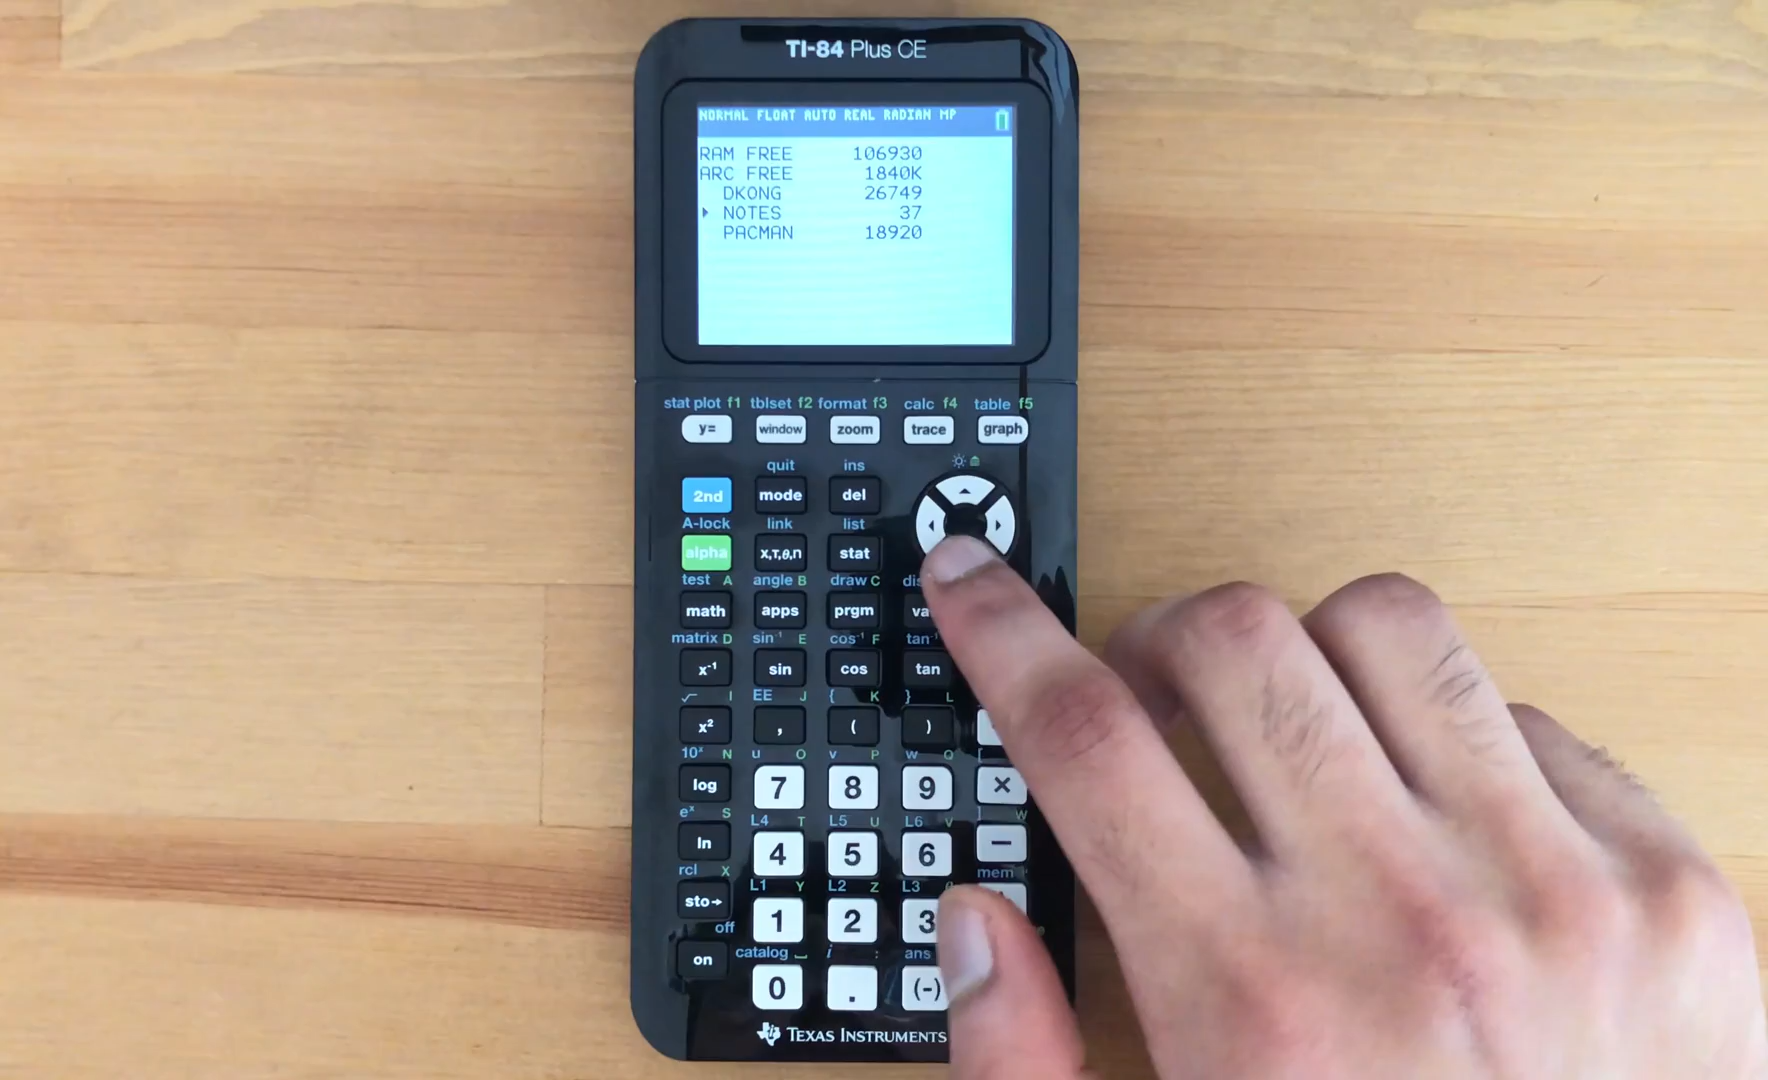 TI-84 Plus CE
NORMAL FLOAT AUTO REAL RADIAN MP
RAM FREE 106930
ARC FREE 1840K
DKONG 26749
NOTES 37
PACMAN 18920
stat plot f1 tblset f2 format f3 calc f4 table f5
y= window zoom trace graph
quit ins
2nd mode del
A-lock link list
alpha X,T,θ,n stat
test A angle B draw C
math apps prgm
matrix D sin⁻¹ E cos⁻¹ F tan⁻¹
x⁻¹ sin cos tan
√ I EE J { K } L
x² , ( )
10ˣ N u O v P w Q [
log 7 8 9 ×
eˣ S L4 T L5 U L6 V ] W
ln 4 5 6 −
rcl X L1 Y L2 Z L3 θ mem
sto→ 1 2 3
off catalog ⎵ i : ans
on 0 . (-)
TEXAS INSTRUMENTS